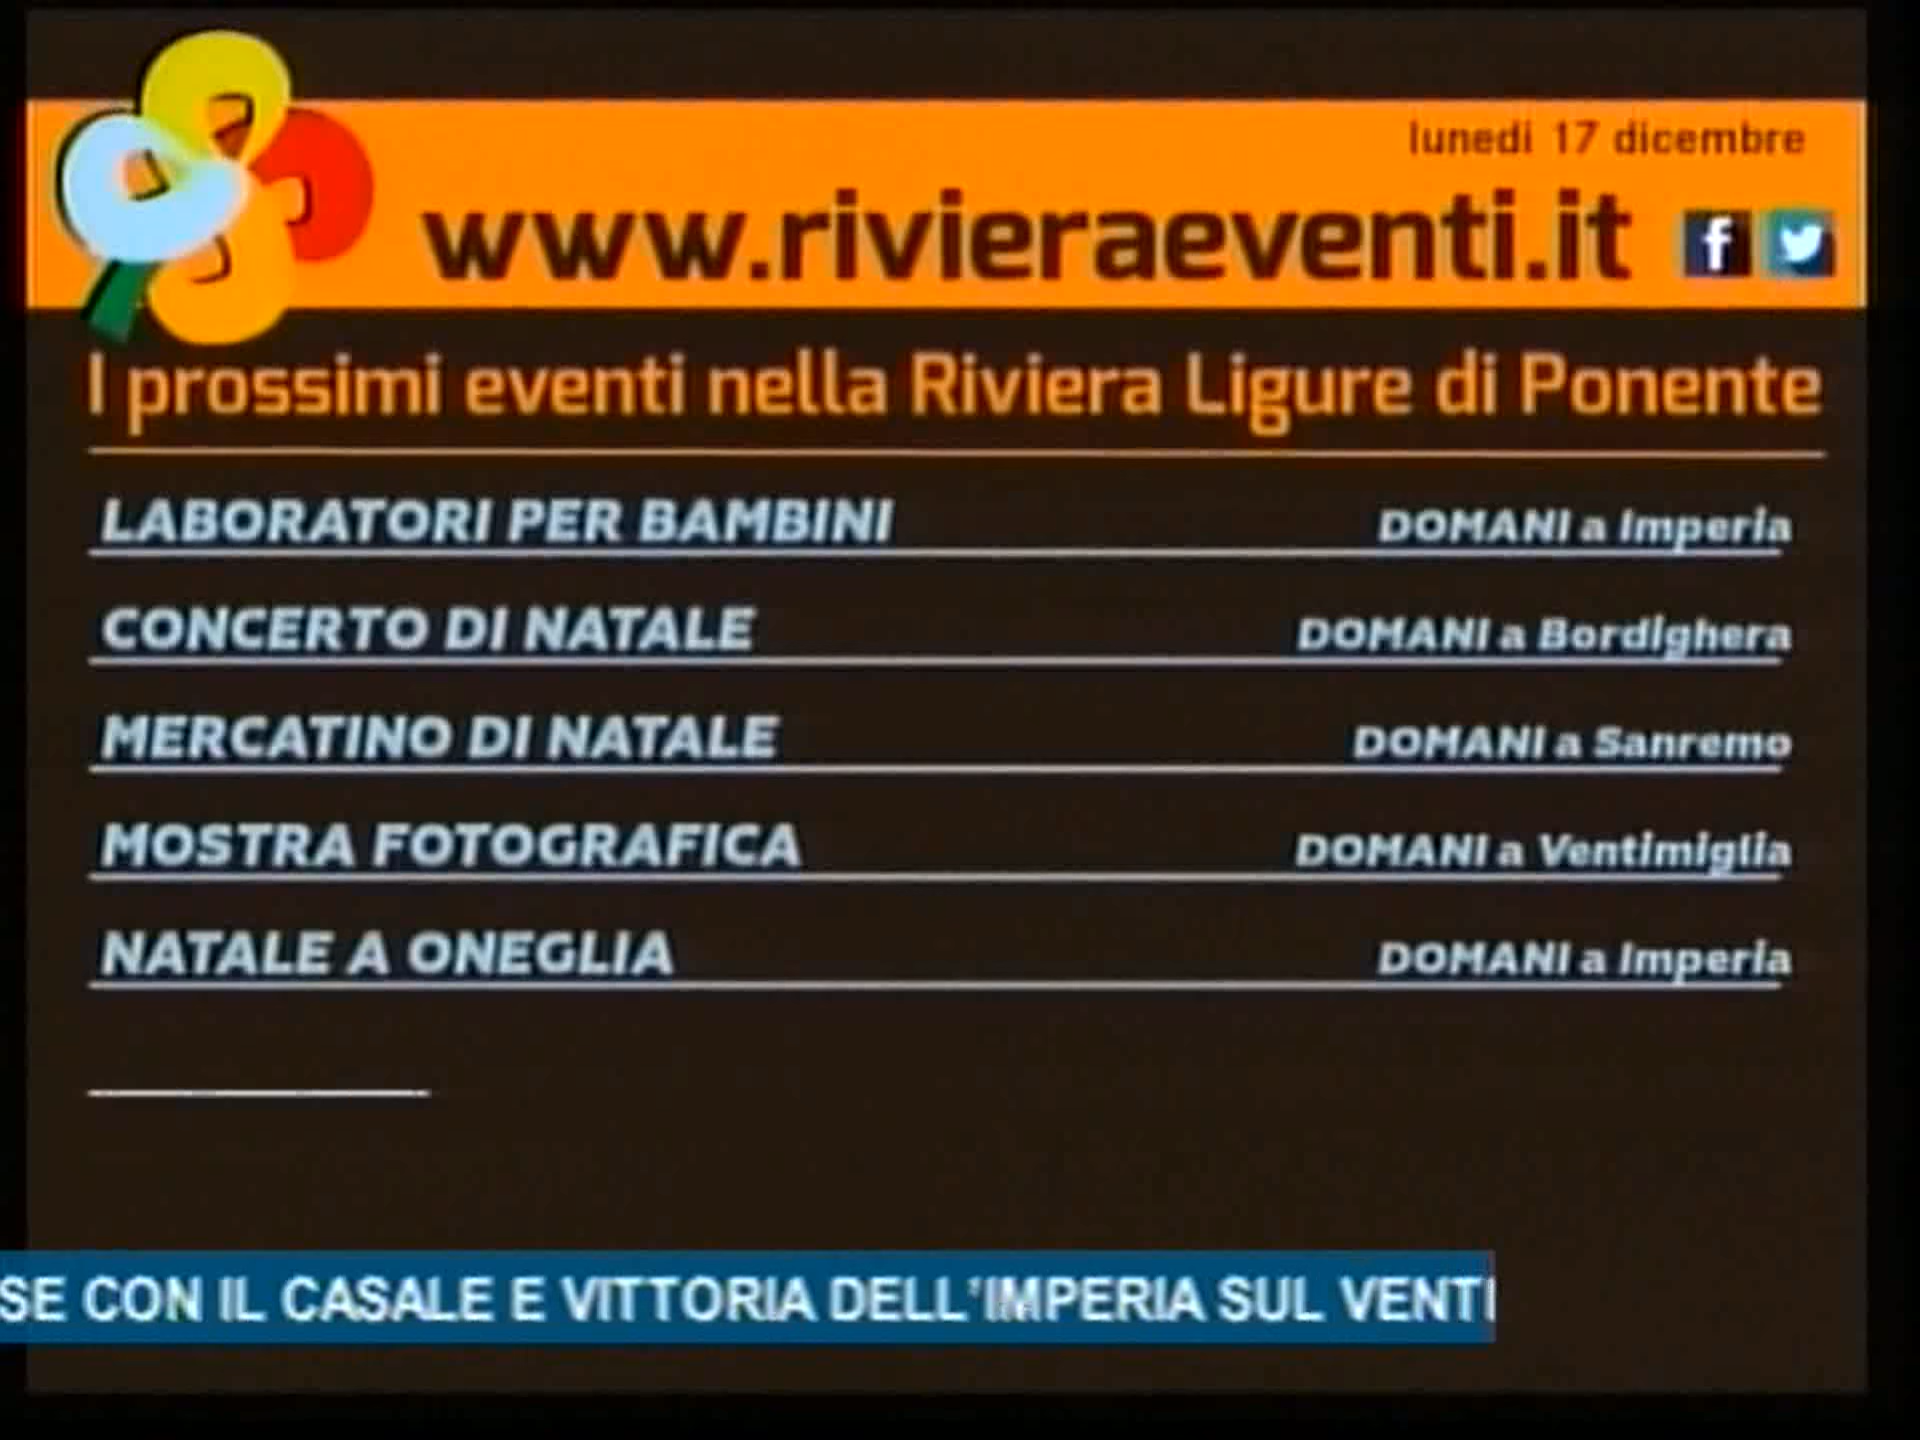 lunedì 17 dicembre
www.rivieraeventi.it
I prossimi eventi nella Riviera Ligure di Ponente
LABORATORI PER BAMBINI DOMANI a Imperia
CONCERTO DI NATALE DOMANI a Bordighera
MERCATINO DI NATALE DOMANI a Sanremo
MOSTRA FOTOGRAFICA DOMANI a Ventimiglia
NATALE A ONEGLIA DOMANI a Imperia
SE CON IL CASALE E VITTORIA DELL'IMPERIA SUL VENTI